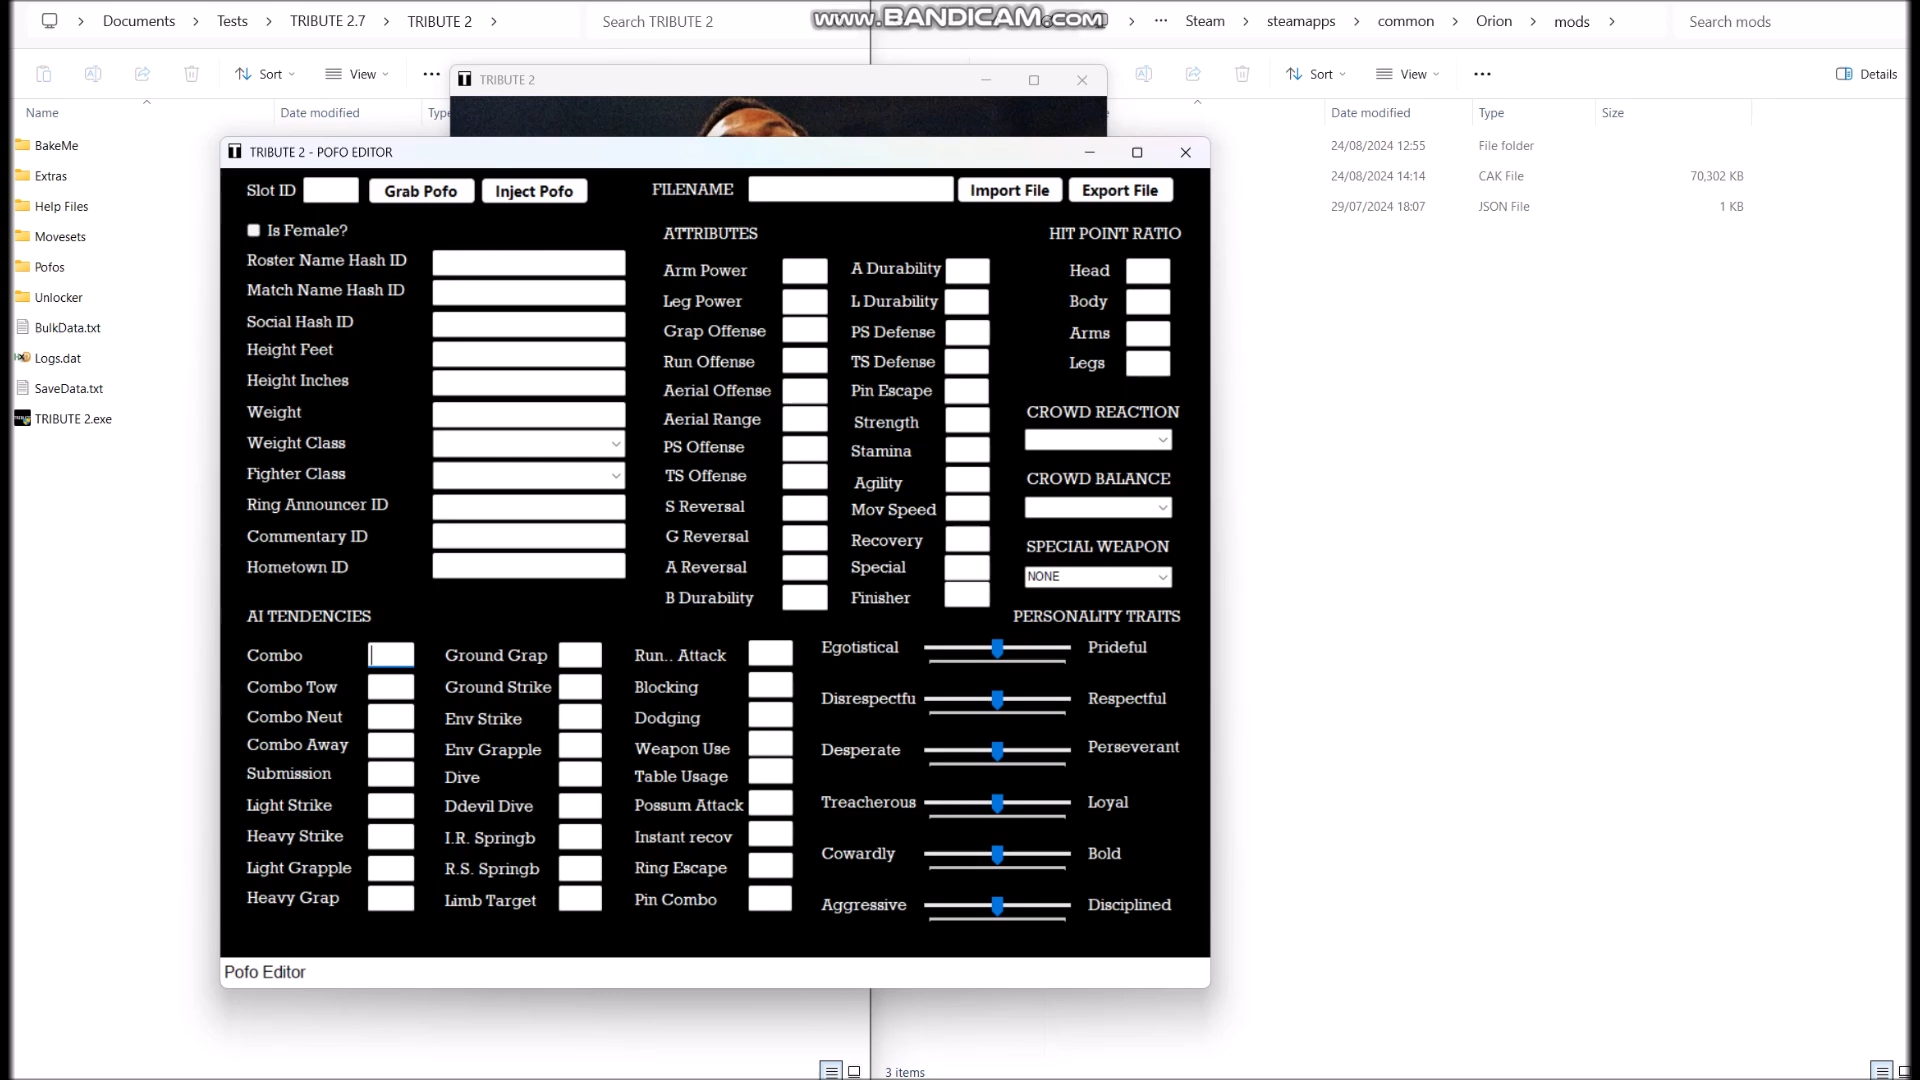 Documents > Tests > TRIBUTE 2.7 > TRIBUTE 2 >
Search TRIBUTE 2
www.BANDICAM.com
Steam > steamapps > common > Orion > mods >
Search mods
Sort
View
Sort
View
Details
Name
Date modified
Type
Date modified
Type
Size
BakeMe
Extras
Help Files
Movesets
Pofos
Unlocker
BulkData.txt
Logs.dat
SaveData.txt
TRIBUTE 2.exe
24/08/2024 12:55 File folder
24/08/2024 14:14 CAK File 70,302 KB
29/07/2024 18:07 JSON File 1 KB
TRIBUTE 2
TRIBUTE 2 - POFO EDITOR
Slot ID
Grab Pofo
Inject Pofo
FILENAME
Import File
Export File
Is Female?
Roster Name Hash ID
Match Name Hash ID
Social Hash ID
Height Feet
Height Inches
Weight
Weight Class
Fighter Class
Ring Announcer ID
Commentary ID
Hometown ID
ATTRIBUTES
Arm Power
Leg Power
Grap Offense
Run Offense
Aerial Offense
Aerial Range
PS Offense
TS Offense
S Reversal
G Reversal
A Reversal
B Durability
A Durability
L Durability
PS Defense
TS Defense
Pin Escape
Strength
Stamina
Agility
Mov Speed
Recovery
Special
Finisher
HIT POINT RATIO
Head
Body
Arms
Legs
CROWD REACTION
CROWD BALANCE
SPECIAL WEAPON
NONE
AI TENDENCIES
Combo
Combo Tow
Combo Neut
Combo Away
Submission
Light Strike
Heavy Strike
Light Grapple
Heavy Grap
Ground Grap
Ground Strike
Env Strike
Env Grapple
Dive
Ddevil Dive
I.R. Springb
R.S. Springb
Limb Target
Run.. Attack
Blocking
Dodging
Weapon Use
Table Usage
Possum Attack
Instant recov
Ring Escape
Pin Combo
PERSONALITY TRAITS
Egotistical Prideful
Disrespectfu Respectful
Desperate Perseverant
Treacherous Loyal
Cowardly Bold
Aggressive Disciplined
Pofo Editor
3 items